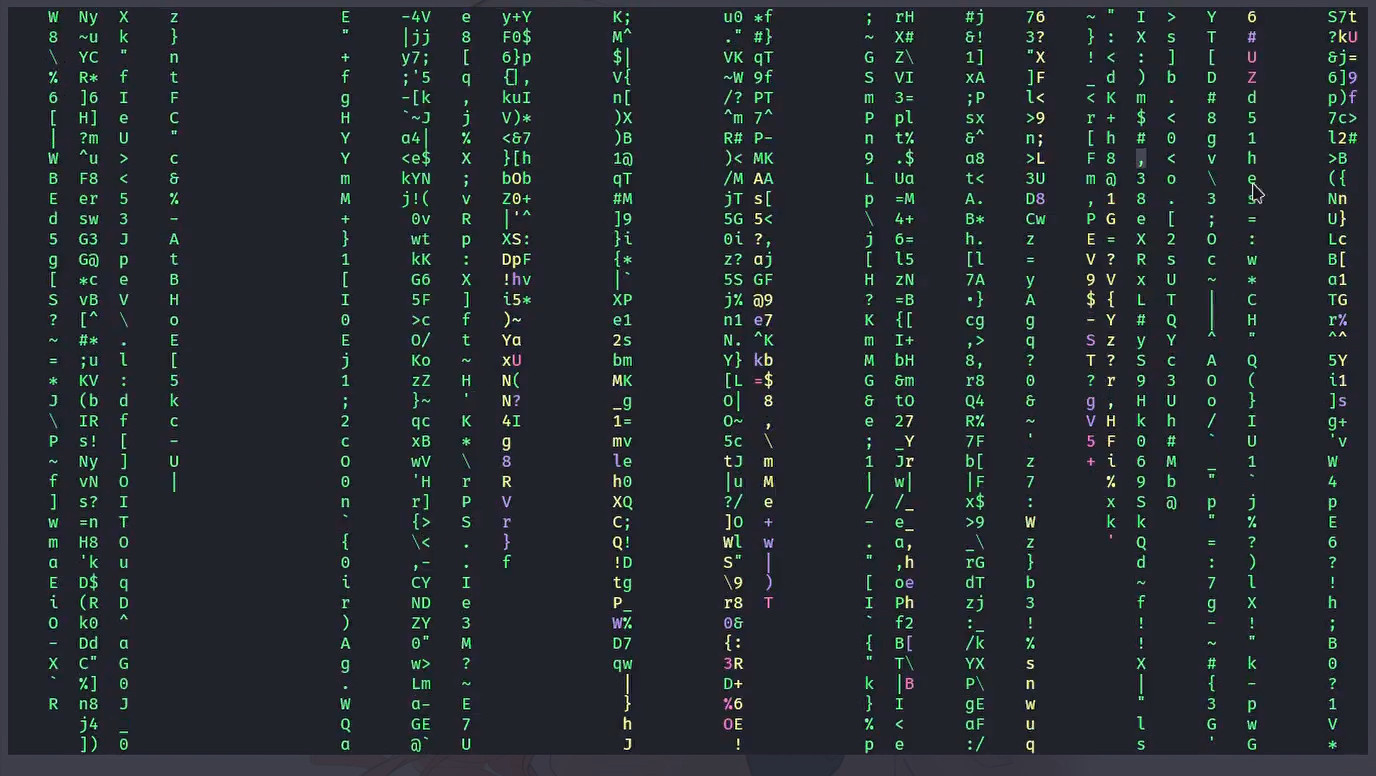 W Ny X z E -4V e y+Y K; u0 *f ; rH #j 76 ~ " I > Y 6 S7t
8 ~u k } " |jj 8 F0$ M^ ." #} ~ X# &! 3? } : X s T # ?kU
\ YC " n + y7; [ 6}p $| VK qT G Z\ 1] "X ! < : ] [ U &j=
% R* f t f ;'5 q {|, V{ ~W 9f S VI xA ]F _ d ) b D Z 6]9
6 ]6 I F g -[k , kuI n[ /? PT m 3= ;P l< < K m . # d p)f
[ H] e C H `~J j V)* )X ^m 7^ P pl sx >9 r + $ < 8 5 7c>
| ?m U " Y a4| % <&7 )B R# P- n t% &^ n; [ h # 0 g 1 l2#
W ^u > c Y <e$ X }[h 1@ )< MK 9 .$ a8 >L F 8 , < v h >B
B F8 < & m kYN ; bOb qT /M AA L Ua t< 3U m @ 3 o \ e ({
E er 5 % M j!( v Z0+ #M jT s[ p =M A. D8 , 1 8 . 3 s Nn
d sw 3 - + 0v R |'^ ]9 5G 5< \ 4+ B* Cw P G e [ ; = U}
5 G3 J A } wt p XS: }i 0i ?, j 6= h. z E = X 2 O : Lc
g G@ p t 1 kK : DpF {* z? aj [ l5 [l = V ? R s c w B[
[ *c e B [ G6 X !hv |` 5S GF H zN 7A y 9 V x U ~ * a1
S vB V H I 5F ] i5* XP j% @9 ? =B •} A $ { L T | C TG
? [^ \ o 0 >c f )~ e1 n1 e7 K {[ cg g - Y # Q | H r%
~ #* . E E O/ t Ya 2s N. ^K m I+ ,> q S z y Y ^ " ^^
= ;u l [ j Ko ~ xU bm Y} kb M bH 8, ? T ? S c A Q 5Y
* KV : 5 1 zZ H N( MK [L =$ G &m r8 0 ? r 9 3 O ( i1
J (b d k ; }~ ' N? _g O| 8 & tO Q4 & g , H U o } ]s
\ IR f c 2 qc K 4I 1= O~ , e 27 R% ~ V H k h / I g+
P s! [ - c xB * g mv 5c \ ; _Y 7F ' 5 F 0 # ` U 'v
~ Ny ] U O wV \ 8 le tJ m 1 Jr b[ z + i 6 M _ 1 W
f vN O | 0 'H r R h0 |u M | w| |F 7 % 9 b " ` 4
] s? I n r] P V XQ ?/ e / /_ x$ : x S @ p j p
w =n T ` {> S r C; ]O + - e_ >9 W k k " % E
m H8 O { \< . } Q! Wl w . a, _\ z ' Q = ? 6
a 'k u 0 ,- . f !D S" | " ,h rG } d : ) ?
E D$ q i CY I tg \9 ) [ oe dT b ~ 7 l !
i (R D r ND e P_ r8 T I Ph zj 3 f g X h
O k0 ^ ) ZY 3 W% 0& ` f2 :_ ! ! - ! ;
- Dd a A 0" M D7 {: { B[ /k % ! ~ " B
X C" G g w> ? qw 3R " T\ YX s X # k 0
` %] 0 . Lm ~ | D+ k |B P\ n | { - ?
R n8 J W a- E } %6 } I gE w " 3 p 1
j4 _ Q GE 7 h OE % < aF u l G w V
]) 0 a @` U J ! p e :/ q s ' G *